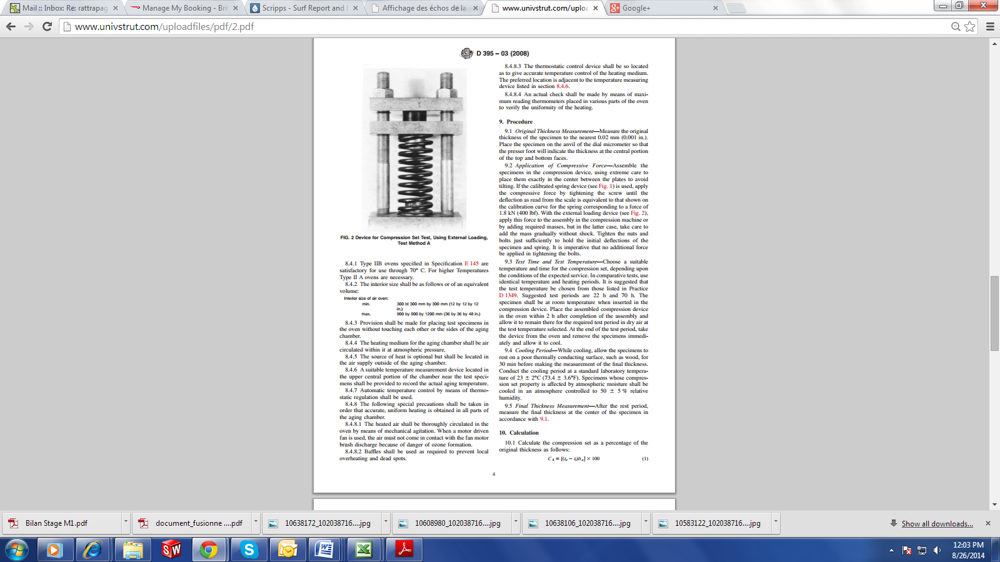 Mail :: Inbox: Re: rattrapag
Manage My Booking - Brit
Scripps - Surf Report and
Affichage des échos de la
www.univstrut.com/uploa
Google+
www.univstrut.com/uploadfiles/pdf/2.pdf
D 395 – 03 (2008)
FIG. 2 Device for Compression Set Test, Using External Loading,
Test Method A
8.4.1 Type IIB ovens specified in Specification E 145 are
satisfactory for use through 70° C. For higher Temperatures
Type II A ovens are necessary.
8.4.2 The interior size shall be as follows or of an equivalent
volume:
Interior size of air oven:
min. 300 bt 300 mm by 300 mm (12 by 12 by 12
in.)
max. 900 by 900 by 1200 mm (36 by 36 by 48 in.)
8.4.3 Provision shall be made for placing test specimens in
the oven without touching each other or the sides of the aging
chamber.
8.4.4 The heating medium for the aging chamber shall be air
circulated within it at atmospheric pressure.
8.4.5 The source of heat is optional but shall be located in
the air supply outside of the aging chamber.
8.4.6 A suitable temperature measurement device located in
the upper central portion of the chamber near the test speci-
mens shall be provided to record the actual aging temperature.
8.4.7 Automatic temperature control by means of thermo-
static regulation shall be used.
8.4.8 The following special precautions shall be taken in
order that accurate, uniform heating is obtained in all parts of
the aging chamber.
8.4.8.1 The heated air shall be thoroughly circulated in the
oven by means of mechanical agitation. When a motor driven
fan is used, the air must not come in contact with the fan motor
brush discharge because of danger of ozone formation.
8.4.8.2 Baffles shall be used as required to prevent local
overheating and dead spots.
8.4.8.3 The thermostatic control device shall be so located
as to give accurate temperature control of the heating medium.
The preferred location is adjacent to the temperature measuring
device listed in section 8.4.6.
8.4.8.4 An actual check shall be made by means of maxi-
mum reading thermometers placed in various parts of the oven
to verify the uniformity of the heating.
9. Procedure
9.1 Original Thickness Measurement—Measure the original
thickness of the specimen to the nearest 0.02 mm (0.001 in.).
Place the specimen on the anvil of the dial micrometer so that
the presser foot will indicate the thickness at the central portion
of the top and bottom faces.
9.2 Application of Compressive Force—Assemble the
specimens in the compression device, using extreme care to
place them exactly in the center between the plates to avoid
tilting. If the calibrated spring device (see Fig. 1) is used, apply
the compressive force by tightening the screw until the
deflection as read from the scale is equivalent to that shown on
the calibration curve for the spring corresponding to a force of
1.8 kN (400 lbf). With the external loading device (see Fig. 2),
apply this force to the assembly in the compression machine or
by adding required masses, but in the latter case, take care to
add the mass gradually without shock. Tighten the nuts and
bolts just sufficiently to hold the initial deflections of the
specimen and spring. It is imperative that no additional force
be applied in tightening the bolts.
9.3 Test Time and Test Temperature—Choose a suitable
temperature and time for the compression set, depending upon
the conditions of the expected service. In comparative tests, use
identical temperature and heating periods. It is suggested that
the test temperature be chosen from those listed in Practice
D 1349. Suggested test periods are 22 h and 70 h. The
specimen shall be at room temperature when inserted in the
compression device. Place the assembled compression device
in the oven within 2 h after completion of the assembly and
allow it to remain there for the required test period in dry air at
the test temperature selected. At the end of the test period, take
the device from the oven and remove the specimens immedi-
ately and allow it to cool.
9.4 Cooling Period—While cooling, allow the specimens to
rest on a poor thermally conducting surface, such as wood, for
30 min before making the measurement of the final thickness.
Conduct the cooling period at a standard laboratory tempera-
ture of 23 ± 2°C (73.4 ± 3.6°F). Specimens whose compres-
sion set property is affected by atmospheric moisture shall be
cooled in an atmosphere controlled to 50 ± 5 % relative
humidity.
9.5 Final Thickness Measurement—After the rest period,
measure the final thickness at the center of the specimen in
accordance with 9.1.
10. Calculation
10.1 Calculate the compression set as a percentage of the
original thickness as follows:
C_A = [(t_o − t_i)/t_o] × 100 (1)
4
Bilan Stage M1.pdf
document_fusionne ....pdf
10638172_102038716....jpg
10608980_102038716....jpg
10638106_102038716....jpg
10583122_102038716....jpg
Show all downloads...
12:03 PM
8/26/2014